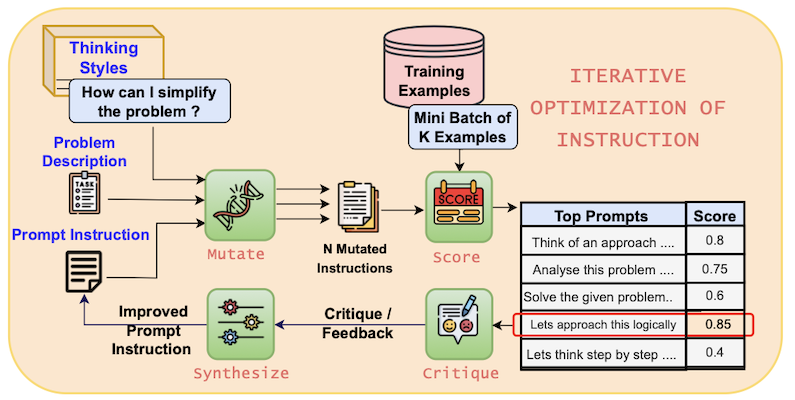 Thinking
Styles
How can I simplify
the problem ?
Training
Examples
Mini Batch of
K Examples
ITERATIVE
OPTIMIZATION OF
INSTRUCTION
Problem
Description
TASK
Prompt Instruction
Mutate
N Mutated
Instructions
SCORE
Score
Top Prompts Score
Think of an approach .... 0.8
Analyse this problem .... 0.75
Solve the given problem.. 0.6
Lets approach this logically 0.85
Lets think step by step .... 0.4
Improved
Prompt
Instruction
Synthesize
Critique /
Feedback
Critique